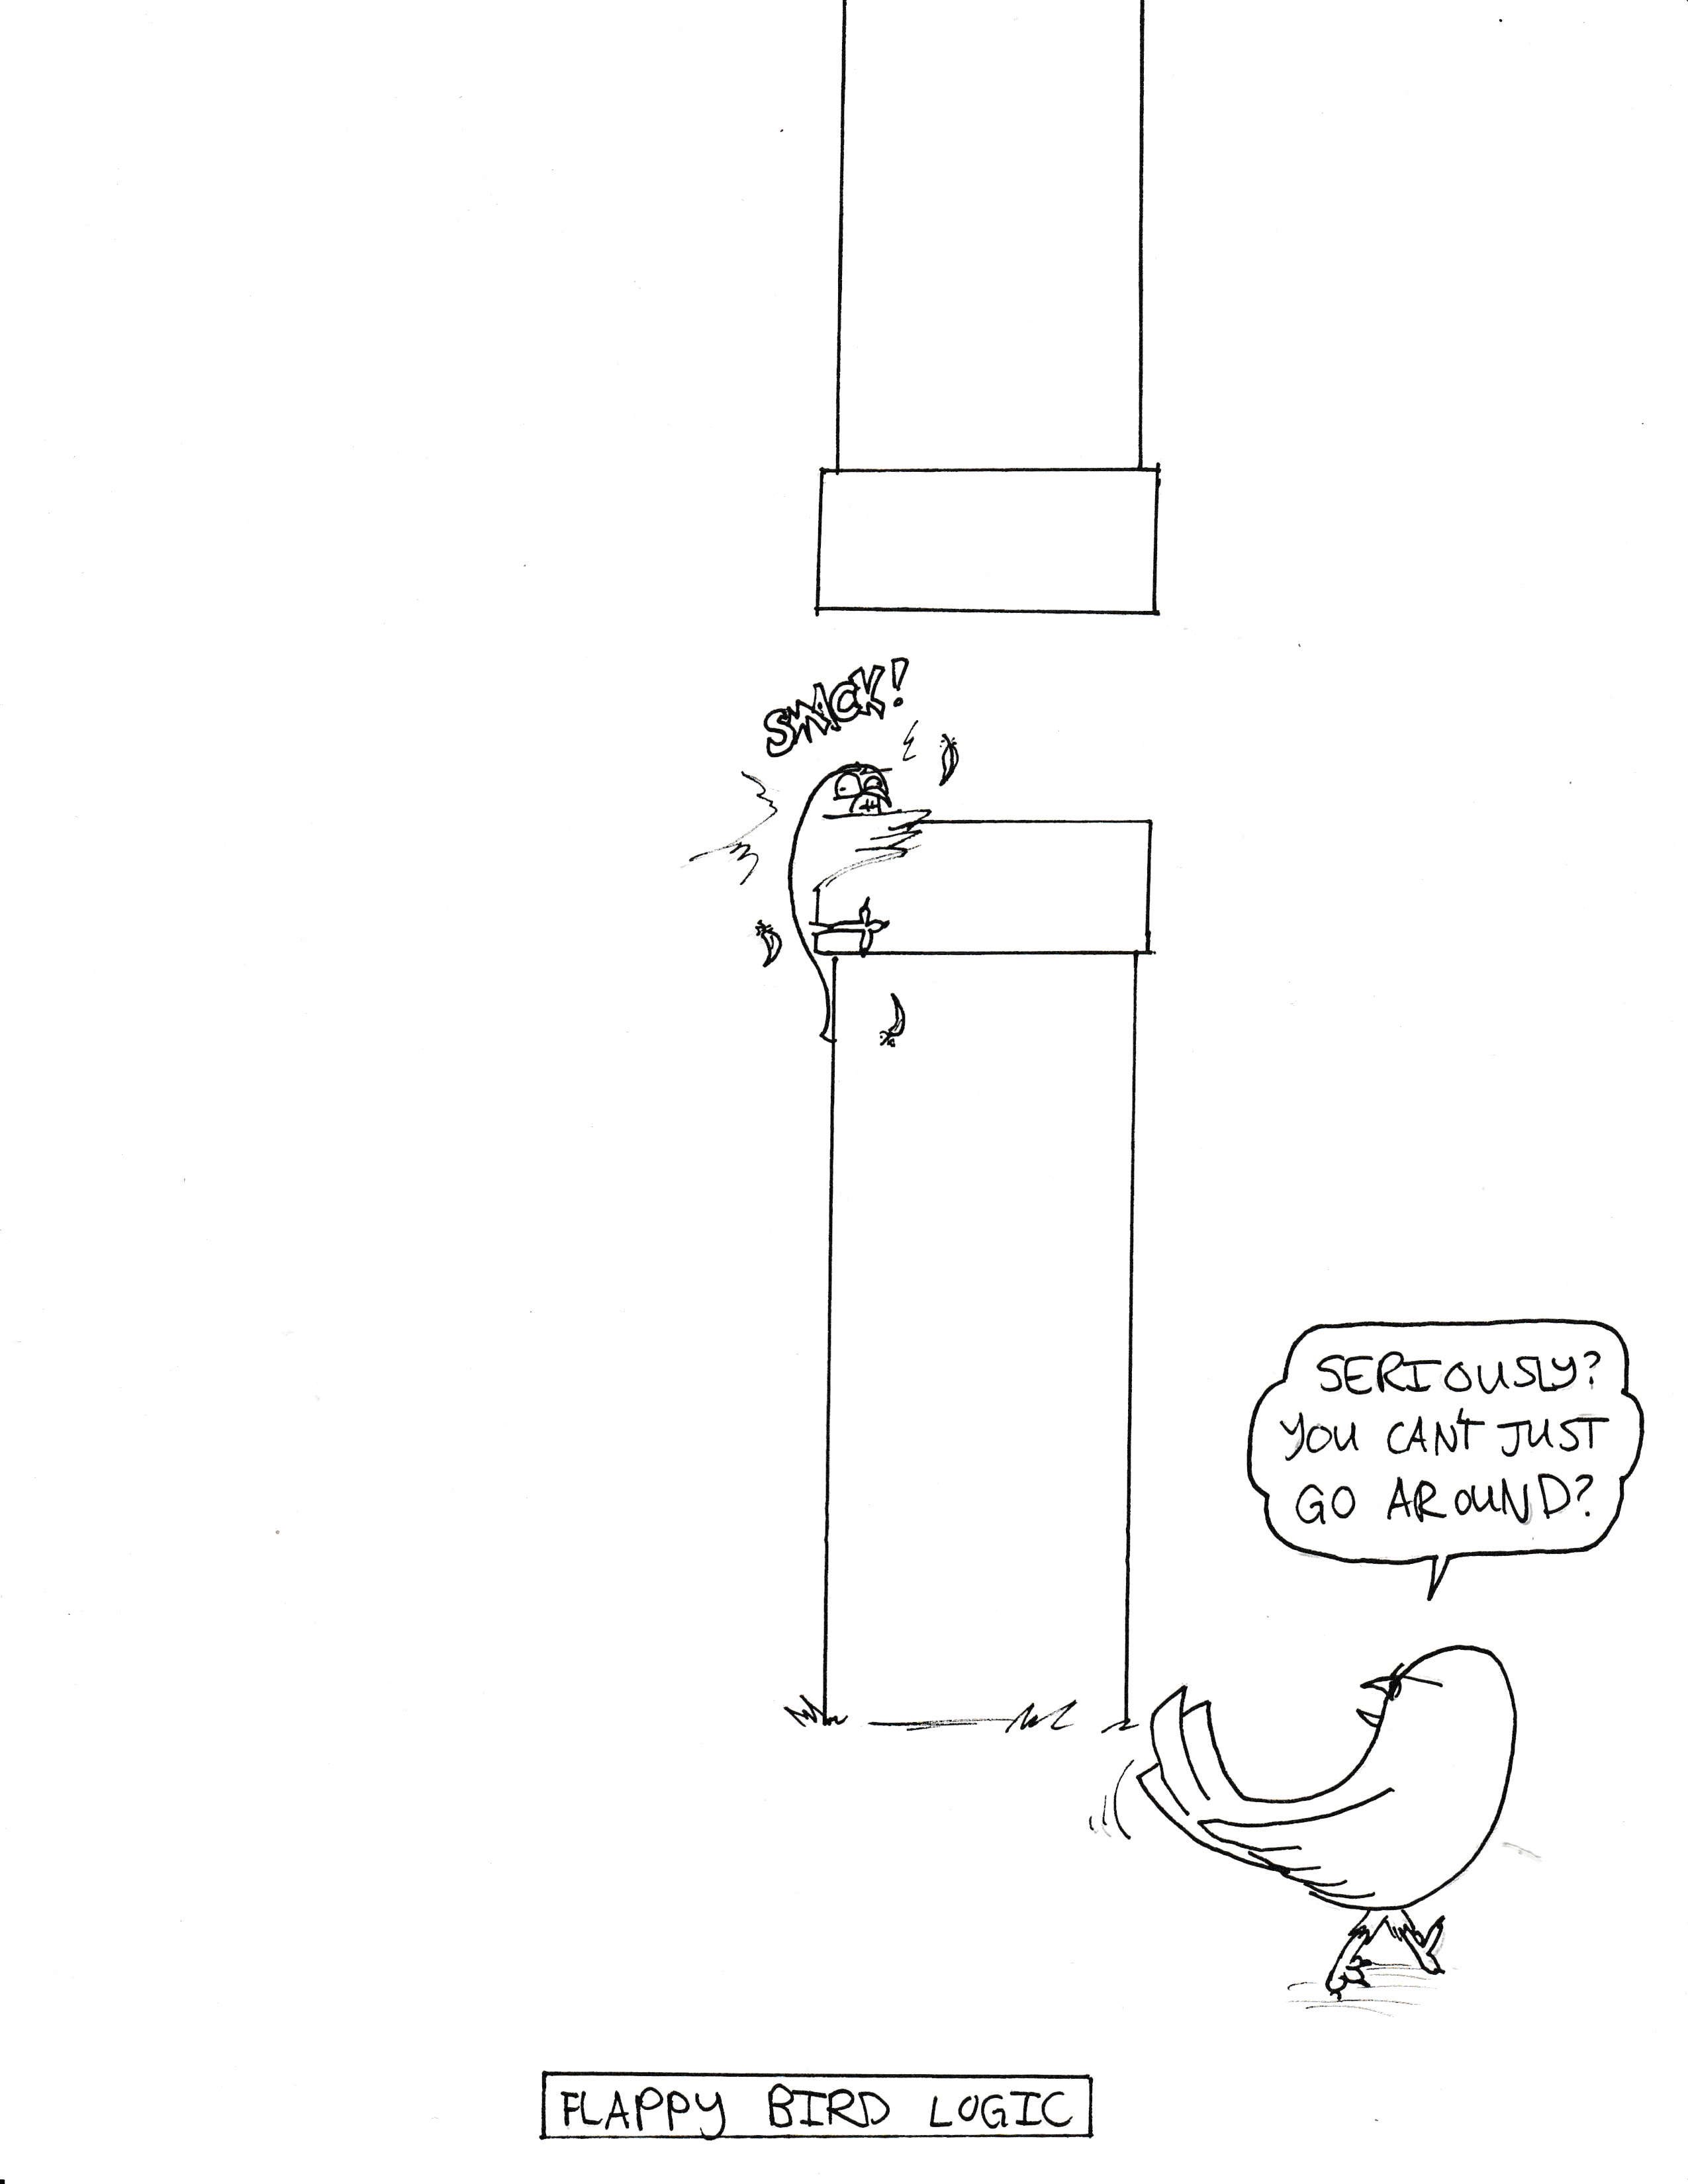 SMACK!
SERIOUSLY?
YOU CAN'T JUST
GO AROUND?
FLAPPY BIRD LOGIC